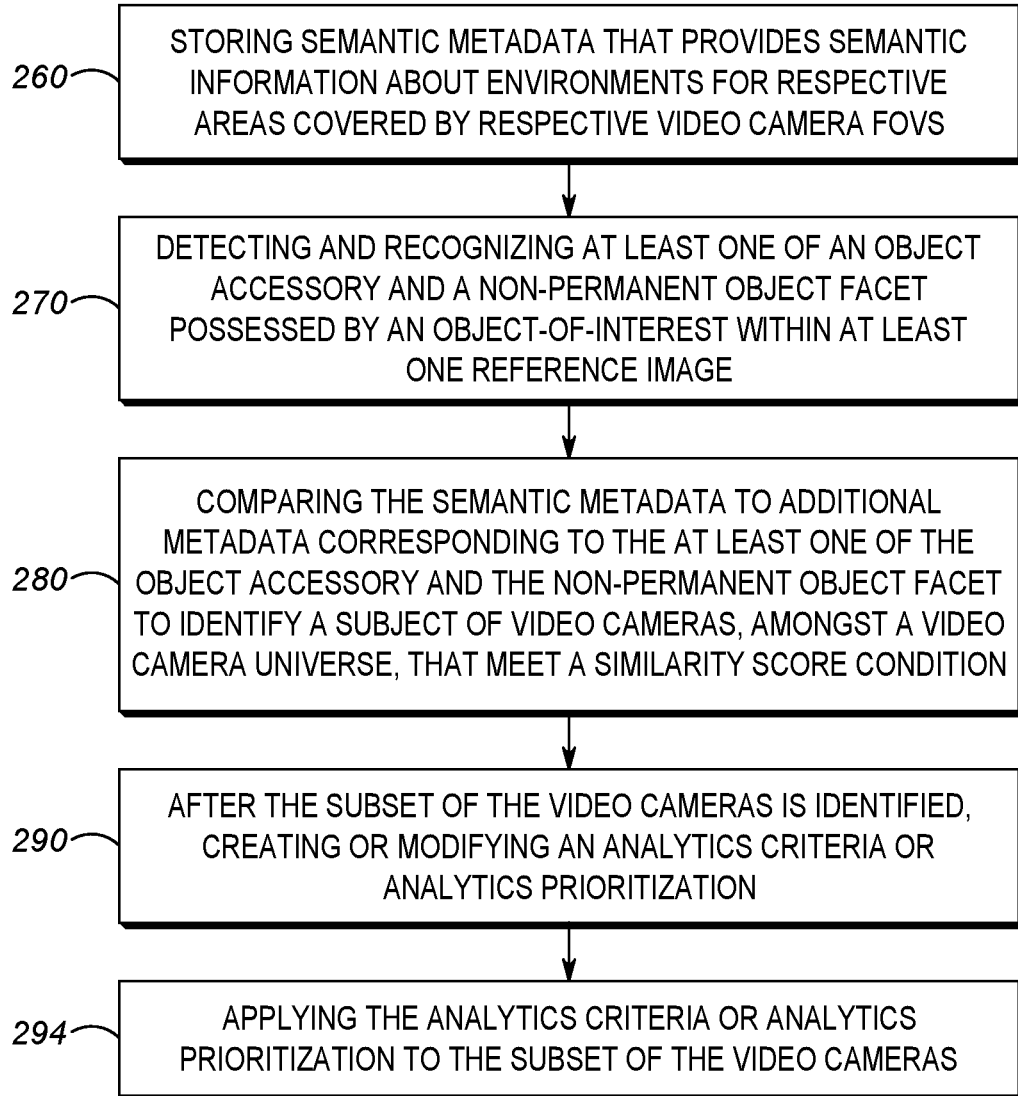 260
STORING SEMANTIC METADATA THAT PROVIDES SEMANTIC
INFORMATION ABOUT ENVIRONMENTS FOR RESPECTIVE
AREAS COVERED BY RESPECTIVE VIDEO CAMERA FOVS
270
DETECTING AND RECOGNIZING AT LEAST ONE OF AN OBJECT
ACCESSORY AND A NON-PERMANENT OBJECT FACET
POSSESSED BY AN OBJECT-OF-INTEREST WITHIN AT LEAST
ONE REFERENCE IMAGE
280
COMPARING THE SEMANTIC METADATA TO ADDITIONAL
METADATA CORRESPONDING TO THE AT LEAST ONE OF THE
OBJECT ACCESSORY AND THE NON-PERMANENT OBJECT FACET
TO IDENTIFY A SUBJECT OF VIDEO CAMERAS, AMONGST A VIDEO
CAMERA UNIVERSE, THAT MEET A SIMILARITY SCORE CONDITION
290
AFTER THE SUBSET OF THE VIDEO CAMERAS IS IDENTIFIED,
CREATING OR MODIFYING AN ANALYTICS CRITERIA OR
ANALYTICS PRIORITIZATION
294
APPLYING THE ANALYTICS CRITERIA OR ANALYTICS
PRIORITIZATION TO THE SUBSET OF THE VIDEO CAMERAS